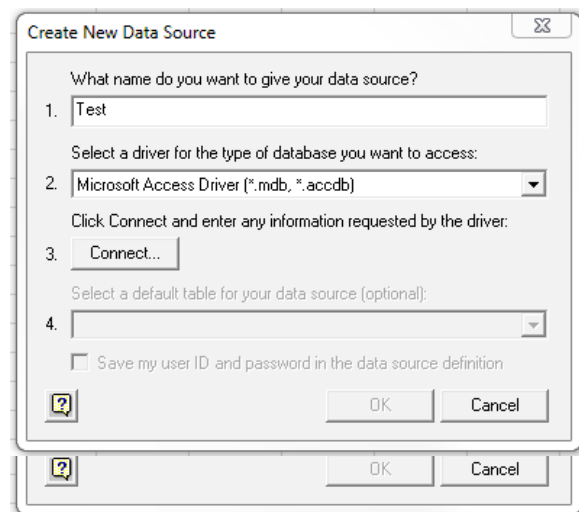 Create New Data Source
What name do you want to give your data source?
1. Test
Select a driver for the type of database you want to access:
2. Microsoft Access Driver (*.mdb, *.accdb)
Click Connect and enter any information requested by the driver:
3. Connect...
Select a default table for your data source (optional):
4.
Save my user ID and password in the data source definition
? OK Cancel
? OK Cancel